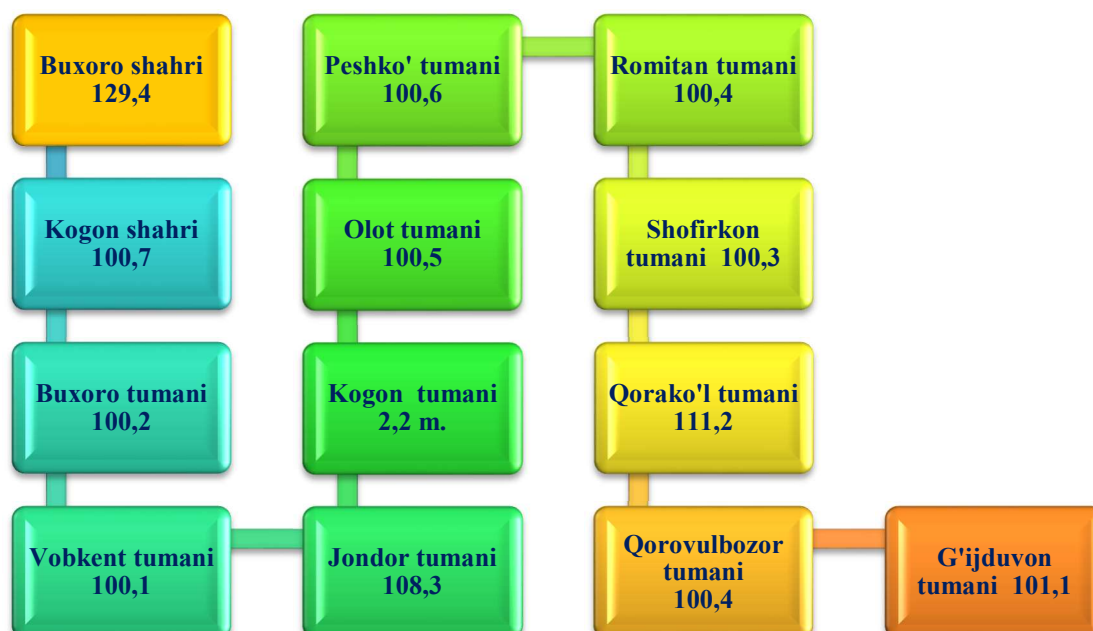 Buxoro shahri
129,4
Kogon shahri
100,7
Buxoro tumani
100,2
Vobkent tumani
100,1
Jondor tumani
108,3
Kogon tumani
2,2 m.
Olot tumani
100,5
Peshko' tumani
100,6
Romitan tumani
100,4
Shofirkon
tumani 100,3
Qorako'l tumani
111,2
Qorovulbozor
tumani
100,4
G'ijduvon
tumani 101,1